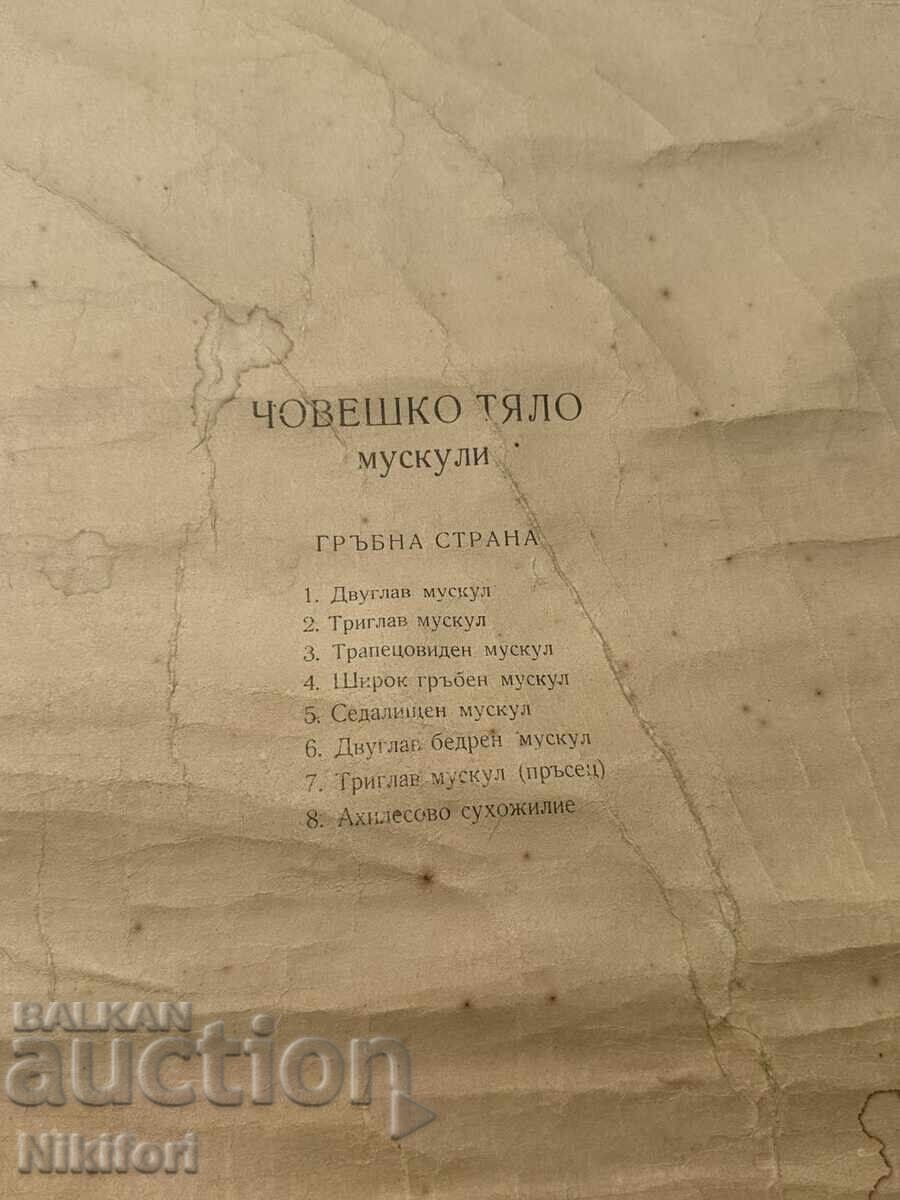 ЧОВЕШКО ТЯЛО
мускули
ГРЪБНА СТРАНА
1. Двуглав мускул
2. Триглав мускул
3. Трапецовиден мускул
4. Широк гръбен мускул
5. Седалищен мускул
6. Двуглав бедрен мускул
7. Триглав мускул (пръсец)
8. Ахилесово сухожилие
BALKAN
auction
Nikifori